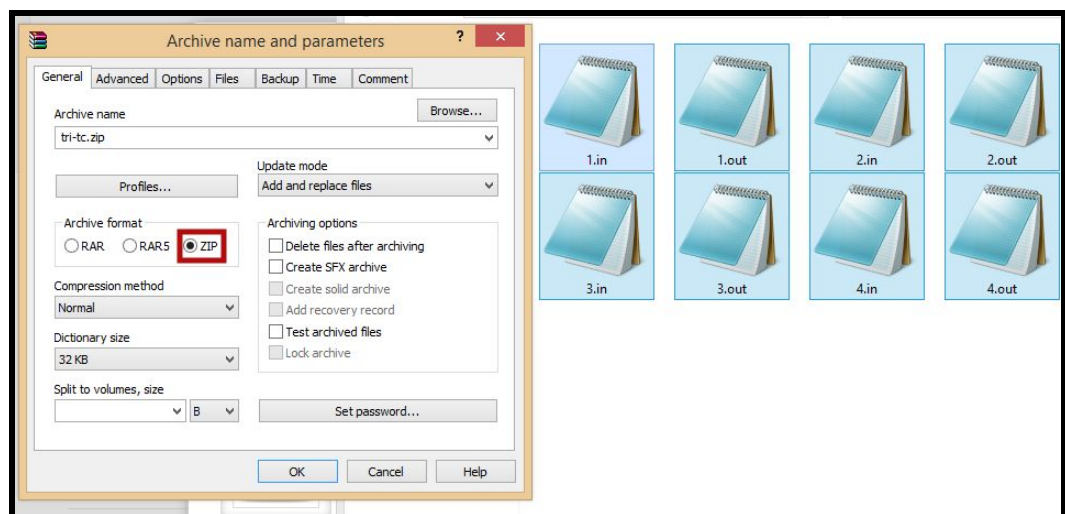 Archive name and parameters
?
×
General Advanced Options Files Backup Time Comment
Archive name
Browse...
tri-tc.zip
Update mode
Profiles...
Add and replace files
Archive format
RAR RAR5 ZIP
Archiving options
Delete files after archiving
Create SFX archive
Create solid archive
Add recovery record
Test archived files
Lock archive
Compression method
Normal
Dictionary size
32 KB
Split to volumes, size
B
Set password...
OK Cancel Help
1.in 1.out 2.in 2.out
3.in 3.out 4.in 4.out